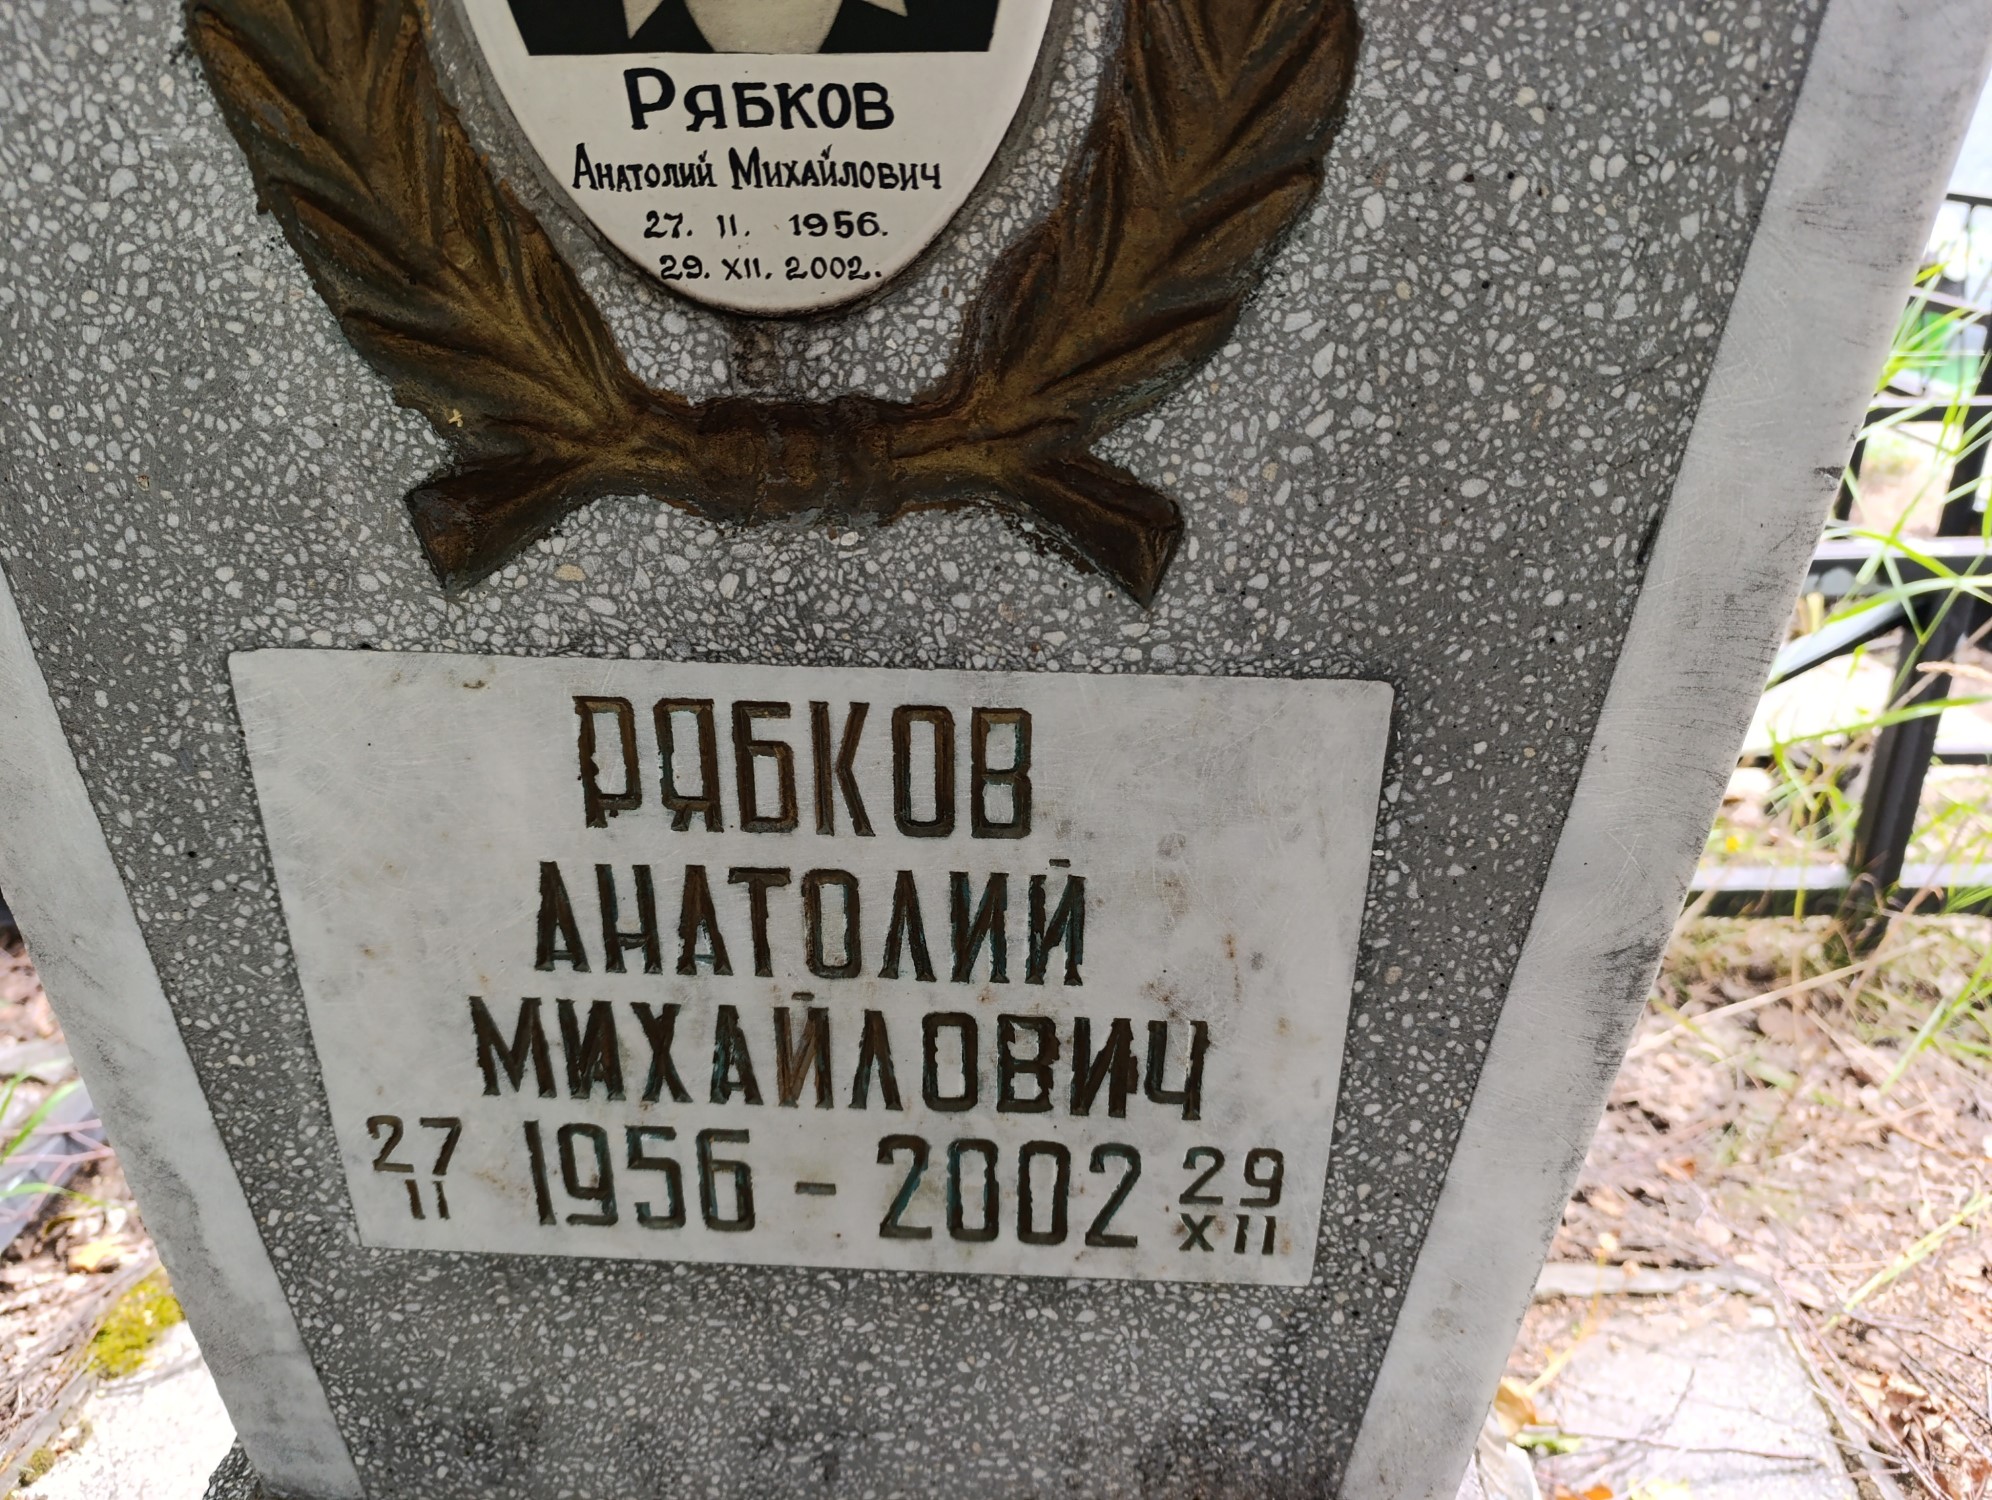 Рябков
Анатолий Михайлович
27. II. 1956.
29. XII. 2002.
РЯБКОВ
АНАТОЛИЙ
МИХАЙЛОВИЧ
27 II 1956 - 2002 29 XII